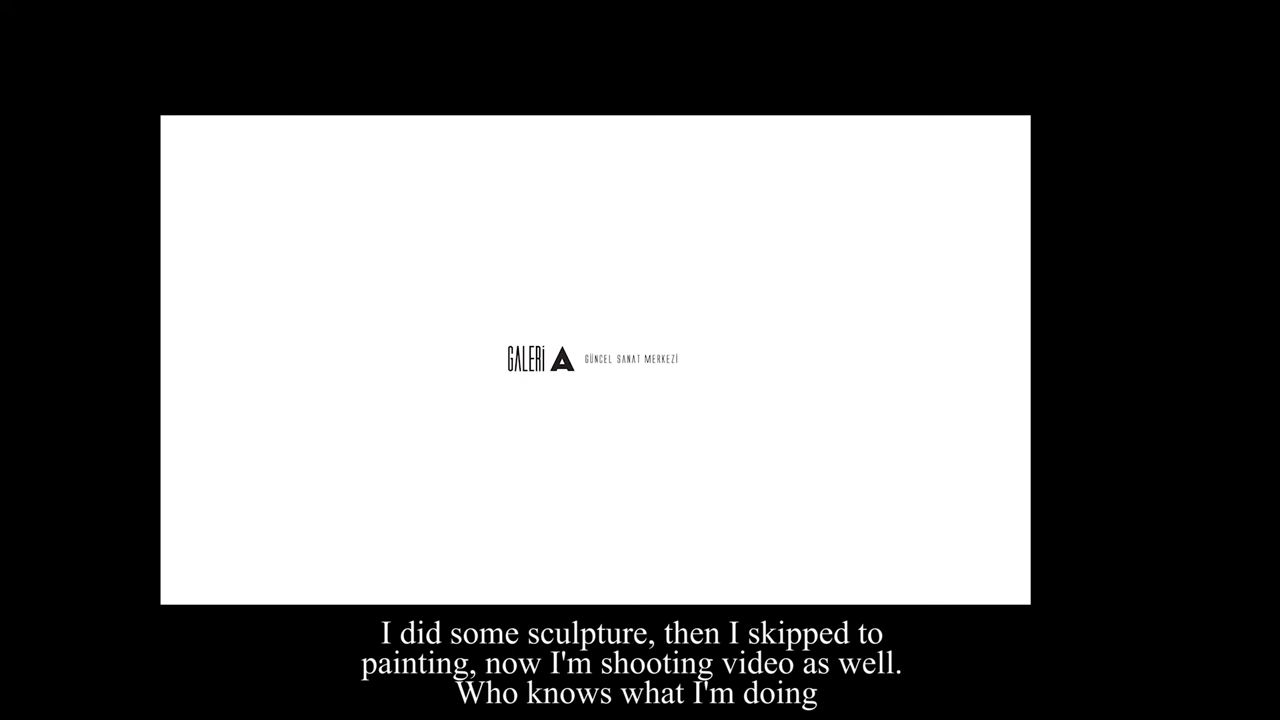 GALERİ A GÜNCEL SANAT MERKEZİ
I did some sculpture, then I skipped to
painting, now I'm shooting video as well.
Who knows what I'm doing